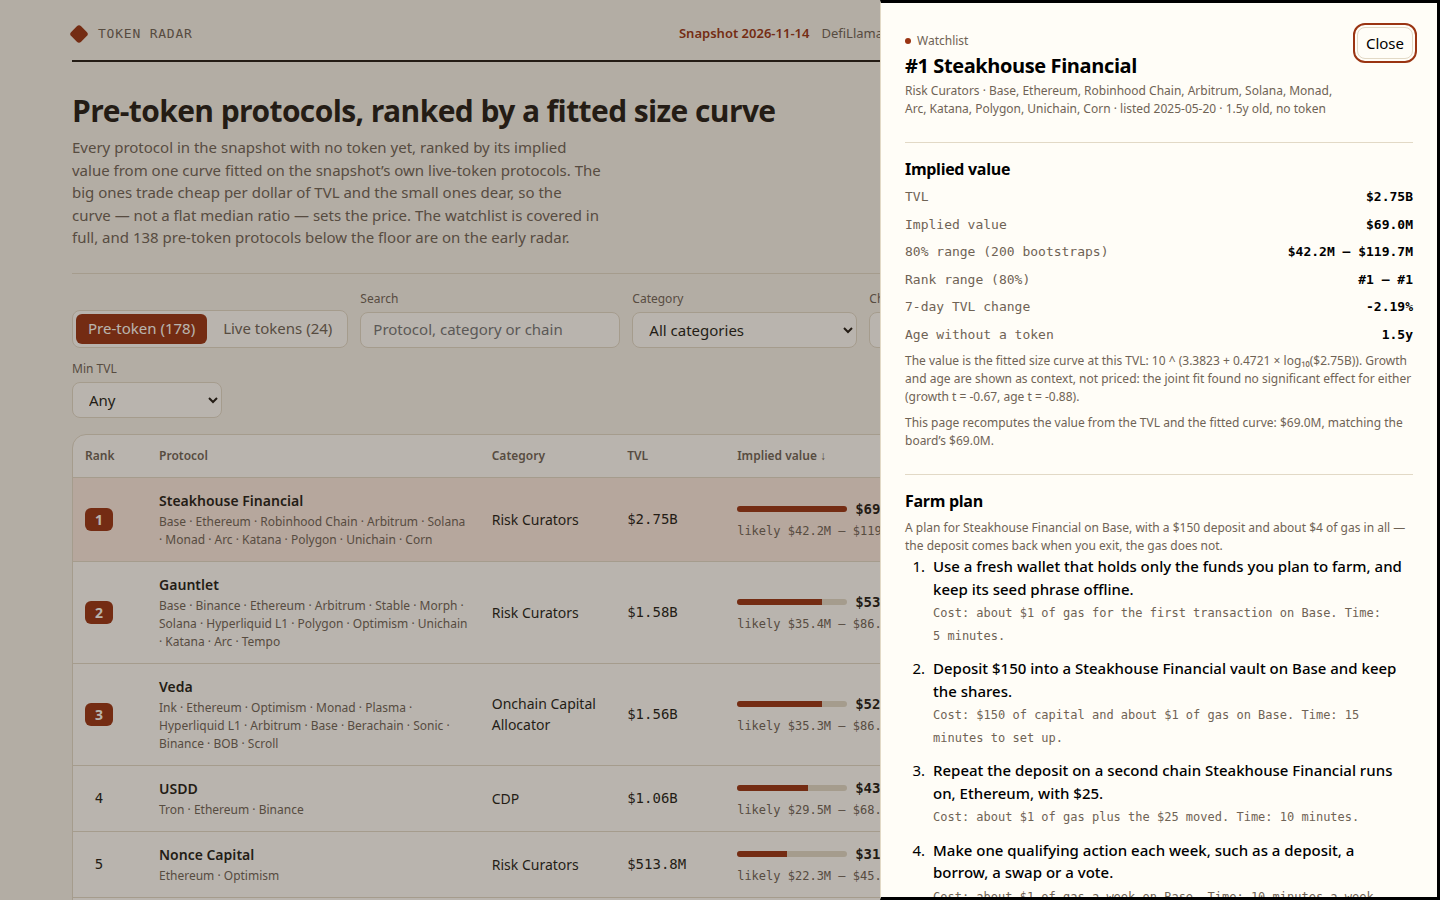 TOKEN RADAR
Snapshot 2026-11-14 DefiLlama
Pre-token protocols, ranked by a fitted size curve
Every protocol in the snapshot with no token yet, ranked by its implied
value from one curve fitted on the snapshot's own live-token protocols. The
big ones trade cheap per dollar of TVL and the small ones dear, so the
curve — not a flat median ratio — sets the price. The watchlist is covered in
full, and 138 pre-token protocols below the floor are on the early radar.
Pre-token (178) Live tokens (24)
Search
Protocol, category or chain
Category
All categories
Min TVL
Any
Rank Protocol Category TVL Implied value ↓
1 Steakhouse Financial Risk Curators $2.75B $69
Base · Ethereum · Robinhood Chain · Arbitrum · Solana
· Monad · Arc · Katana · Polygon · Unichain · Corn
likely $42.2M – $119
2 Gauntlet Risk Curators $1.58B $53
Base · Binance · Ethereum · Arbitrum · Stable · Morph ·
Solana · Hyperliquid L1 · Polygon · Optimism · Unichain
· Katana · Arc · Tempo
likely $35.4M – $86.
3 Veda Onchain Capital Allocator $1.56B $52
Ink · Ethereum · Optimism · Monad · Plasma ·
Hyperliquid L1 · Arbitrum · Base · Berachain · Sonic ·
Binance · BOB · Scroll
likely $35.3M – $86.
4 USDD CDP $1.06B $43
Tron · Ethereum · Binance
likely $29.5M – $68.
5 Nonce Capital Risk Curators $513.8M $31
Ethereum · Optimism
likely $22.3M – $45.
Watchlist
Close
#1 Steakhouse Financial
Risk Curators · Base, Ethereum, Robinhood Chain, Arbitrum, Solana, Monad,
Arc, Katana, Polygon, Unichain, Corn · listed 2025-05-20 · 1.5y old, no token
Implied value
TVL $2.75B
Implied value $69.0M
80% range (200 bootstraps) $42.2M – $119.7M
Rank range (80%) #1 – #1
7-day TVL change -2.19%
Age without a token 1.5y
The value is the fitted size curve at this TVL: 10 ^ (3.3823 + 0.4721 × log₁₀($2.75B)). Growth
and age are shown as context, not priced: the joint fit found no significant effect for either
(growth t = -0.67, age t = -0.88).
This page recomputes the value from the TVL and the fitted curve: $69.0M, matching the
board's $69.0M.
Farm plan
A plan for Steakhouse Financial on Base, with a $150 deposit and about $4 of gas in all —
the deposit comes back when you exit, the gas does not.
1. Use a fresh wallet that holds only the funds you plan to farm, and
keep its seed phrase offline.
Cost: about $1 of gas for the first transaction on Base. Time:
5 minutes.
2. Deposit $150 into a Steakhouse Financial vault on Base and keep
the shares.
Cost: $150 of capital and about $1 of gas on Base. Time: 15
minutes to set up.
3. Repeat the deposit on a second chain Steakhouse Financial runs
on, Ethereum, with $25.
Cost: about $1 of gas plus the $25 moved. Time: 10 minutes.
4. Make one qualifying action each week, such as a deposit, a
borrow, a swap or a vote.
Cost: about $1 of gas a week on Base. Time: 10 minutes a week